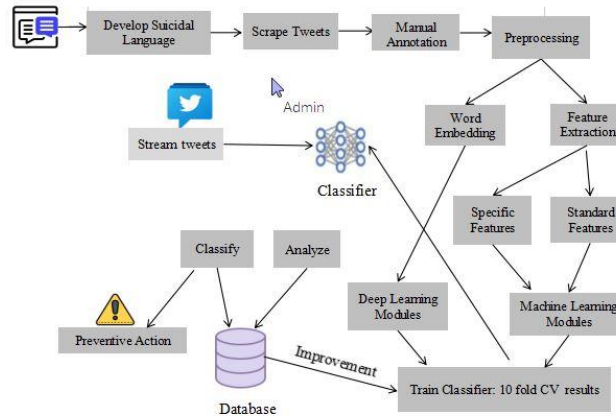 Develop Suicidal
Language
Scrape Tweets
Manual
Annotation
Preprocessing
Admin
Word
Embedding
Feature
Extraction
Stream tweets
Classifier
Specific
Features
Standard
Features
Classify
Analyze
Deep Learning
Modules
Machine Learning
Modules
Preventive Action
Improvement
Train Classifier: 10 fold CV results
Database